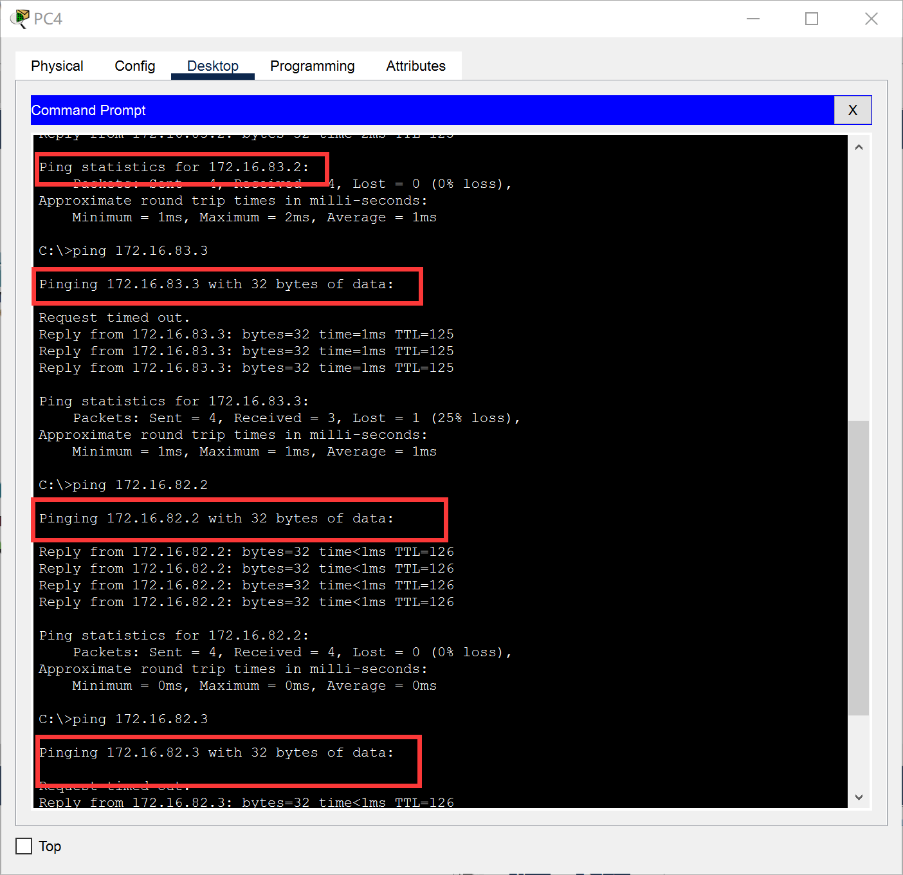 PC4
Physical Config Desktop Programming Attributes
Command Prompt
X
Reply from 172.16.83.2: bytes=32 time=2ms TTL=125
Ping statistics for 172.16.83.2:
Packets: Sent = 4, Received = 4, Lost = 0 (0% loss),
Approximate round trip times in milli-seconds:
Minimum = 1ms, Maximum = 2ms, Average = 1ms
C:\>ping 172.16.83.3
Pinging 172.16.83.3 with 32 bytes of data:
Request timed out.
Reply from 172.16.83.3: bytes=32 time=1ms TTL=125
Reply from 172.16.83.3: bytes=32 time=1ms TTL=125
Reply from 172.16.83.3: bytes=32 time=1ms TTL=125
Ping statistics for 172.16.83.3:
Packets: Sent = 4, Received = 3, Lost = 1 (25% loss),
Approximate round trip times in milli-seconds:
Minimum = 1ms, Maximum = 1ms, Average = 1ms
C:\>ping 172.16.82.2
Pinging 172.16.82.2 with 32 bytes of data:
Reply from 172.16.82.2: bytes=32 time<1ms TTL=126
Reply from 172.16.82.2: bytes=32 time<1ms TTL=126
Reply from 172.16.82.2: bytes=32 time<1ms TTL=126
Reply from 172.16.82.2: bytes=32 time<1ms TTL=126
Ping statistics for 172.16.82.2:
Packets: Sent = 4, Received = 4, Lost = 0 (0% loss),
Approximate round trip times in milli-seconds:
Minimum = 0ms, Maximum = 0ms, Average = 0ms
C:\>ping 172.16.82.3
Pinging 172.16.82.3 with 32 bytes of data:
Request timed out.
Reply from 172.16.82.3: bytes=32 time<1ms TTL=126
Top